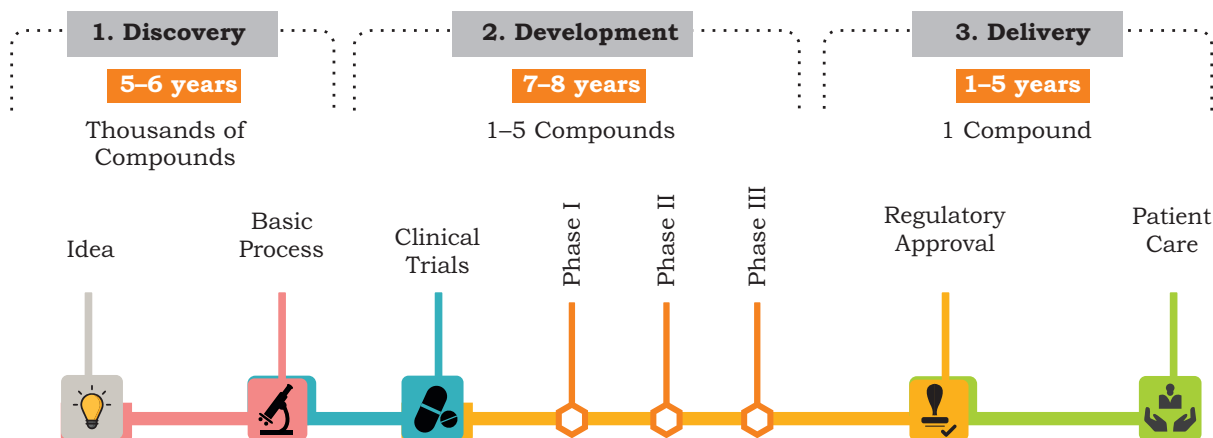 1. Discovery
5–6 years
Thousands of
Compounds
2. Development
7–8 years
1–5 Compounds
3. Delivery
1–5 years
1 Compound
Idea
Basic
Process
Clinical
Trials
Phase I
Phase II
Phase III
Regulatory
Approval
Patient
Care